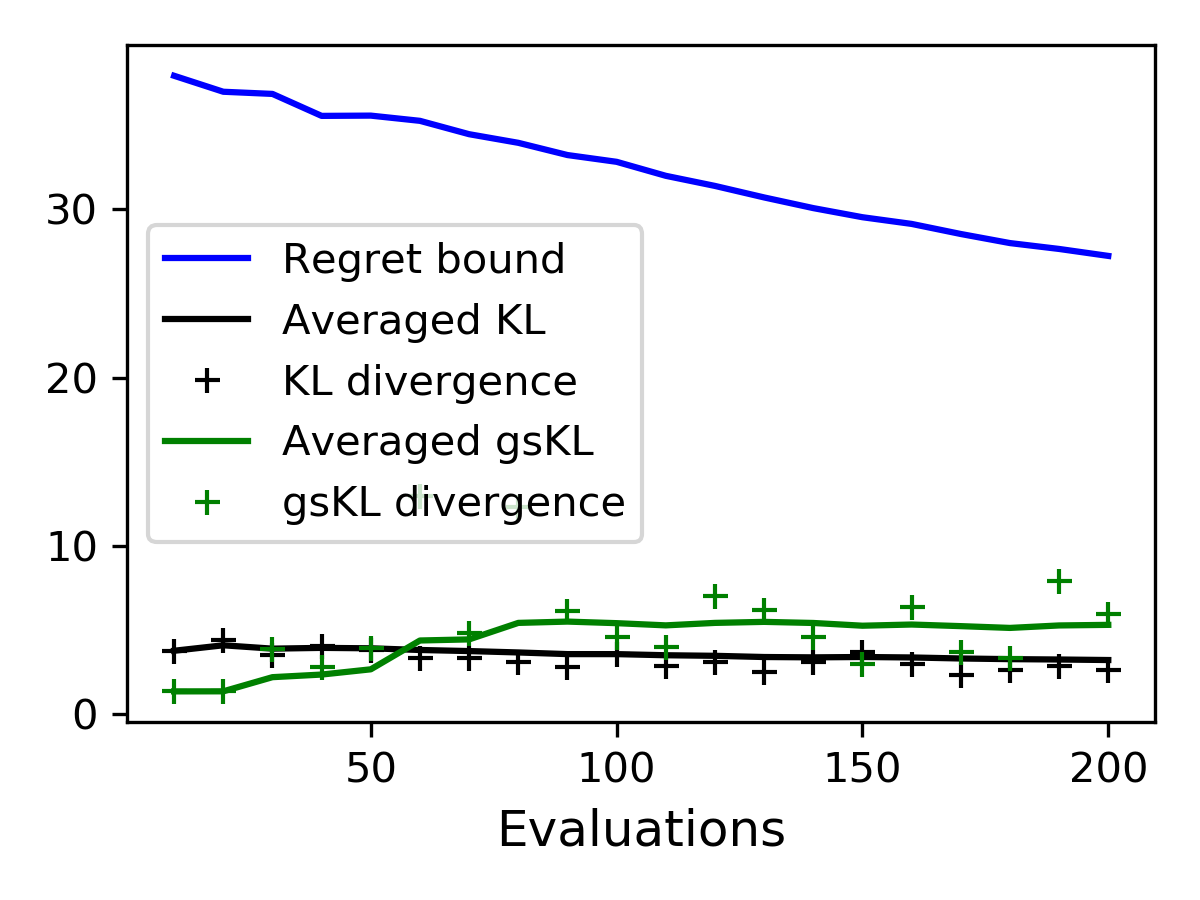 30
20
10
0
Regret bound
Averaged KL
KL divergence
Averaged gsKL
gsKL divergence
50 100 150 200
Evaluations